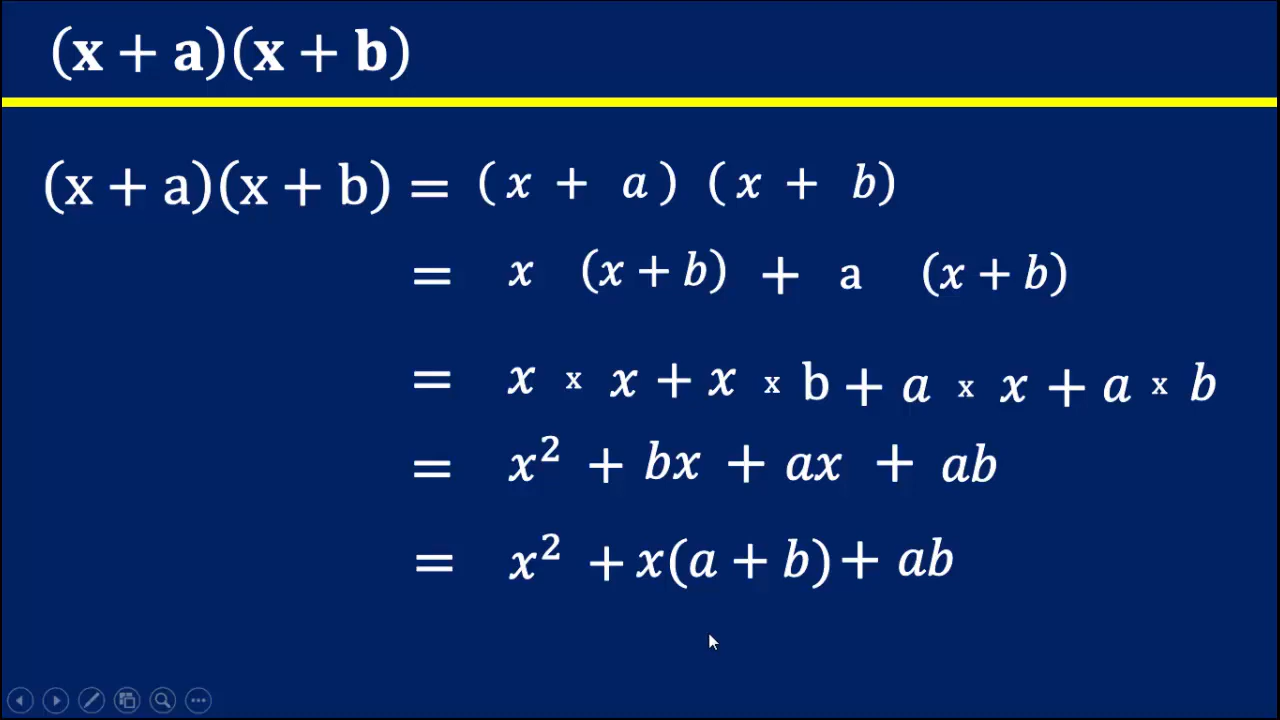 (x + a)(x + b)
(x + a)(x + b) = (x + a) (x + b)
= x (x + b) + a (x + b)
= x × x + x × b + a × x + a × b
= x² + bx + ax + ab
= x² + x(a + b) + ab